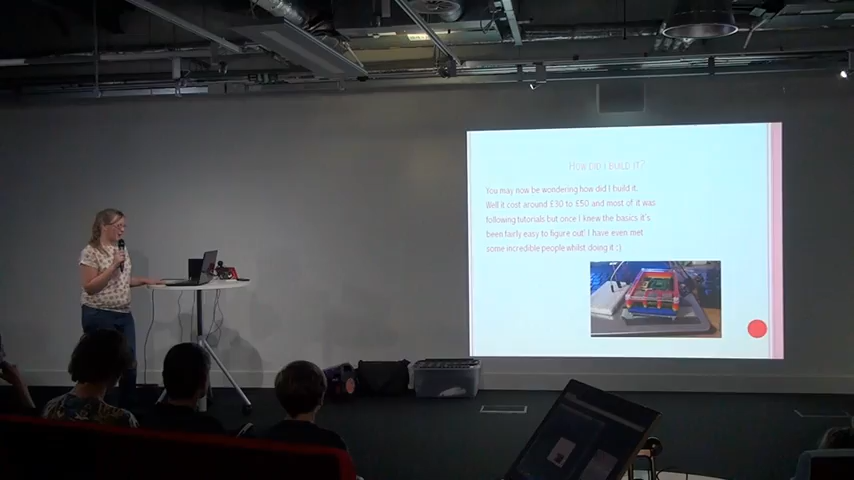 HOW DID I BUILD IT?
You may now be wondering how did I build it.
Well it cost around £30 to £50 and most of it was
following tutorials but once I knew the basics it's
been fairly easy to figure out! I have even met
some incredible people whilst doing it ;)